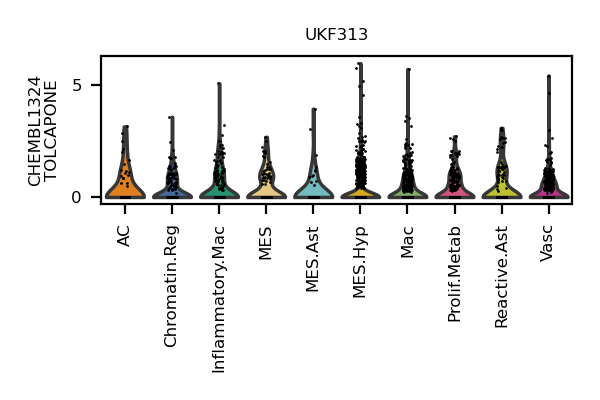 UKF313
CHEMBL1324
TOLCAPONE
5
0
AC
Chromatin.Reg
Inflammatory.Mac
MES
MES.Ast
MES.Hyp
Mac
Prolif.Metab
Reactive.Ast
Vasc